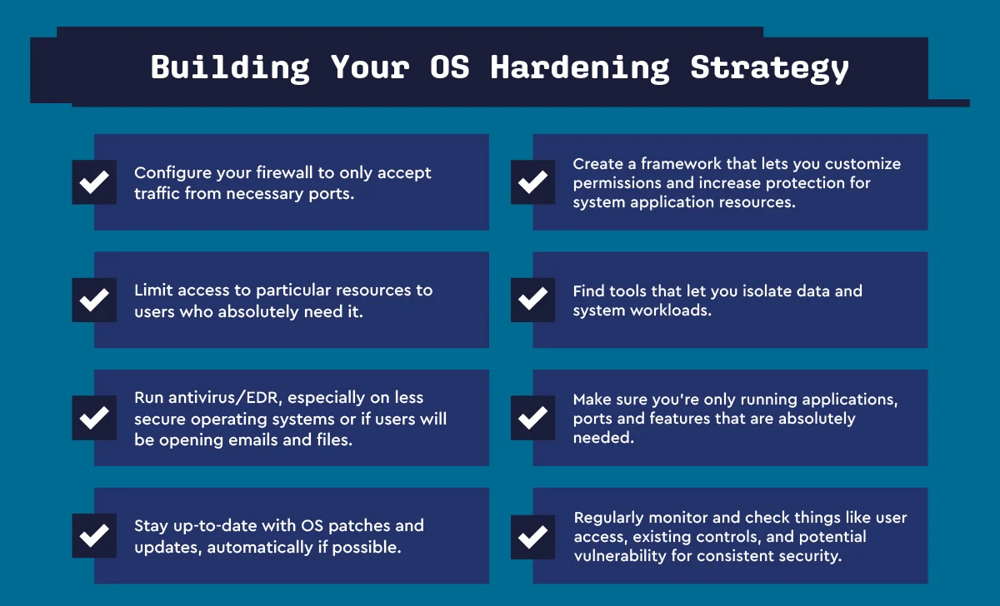 Building Your OS Hardening Strategy
Configure your firewall to only accept
traffic from necessary ports.
Limit access to particular resources to
users who absolutely need it.
Run antivirus/EDR, especially on less
secure operating systems or if users will
be opening emails and files.
Stay up-to-date with OS patches and
updates, automatically if possible.
Create a framework that lets you customize
permissions and increase protection for
system application resources.
Find tools that let you isolate data and
system workloads.
Make sure you're only running applications,
ports and features that are absolutely
needed.
Regularly monitor and check things like user
access, existing controls, and potential
vulnerability for consistent security.